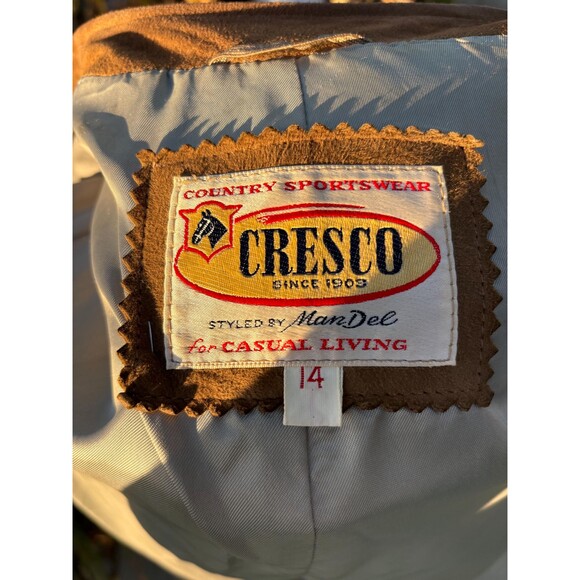 COUNTRY SPORTSWEAR
CRESCO
SINCE 1903
STYLED BY ManDel
for CASUAL LIVING
14